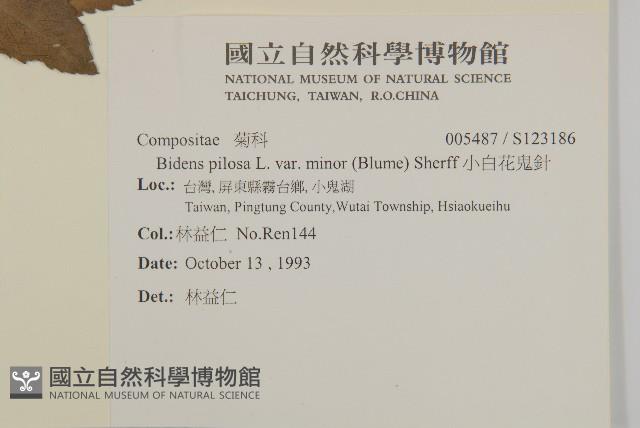 國立自然科學博物館
NATIONAL MUSEUM OF NATURAL SCIENCE
TAICHUNG, TAIWAN, R.O.CHINA
Compositae 菊科 005487 / S123186
Bidens pilosa L. var. minor (Blume) Sherff 小白花鬼針
Loc.: 台灣, 屏東縣霧台鄉, 小鬼湖
Taiwan, Pingtung County,Wutai Township, Hsiaokueihu
Col.: 林益仁 No.Ren144
Date: October 13 , 1993
Det.: 林益仁
國立自然科學博物館
NATIONAL MUSEUM OF NATURAL SCIENCE